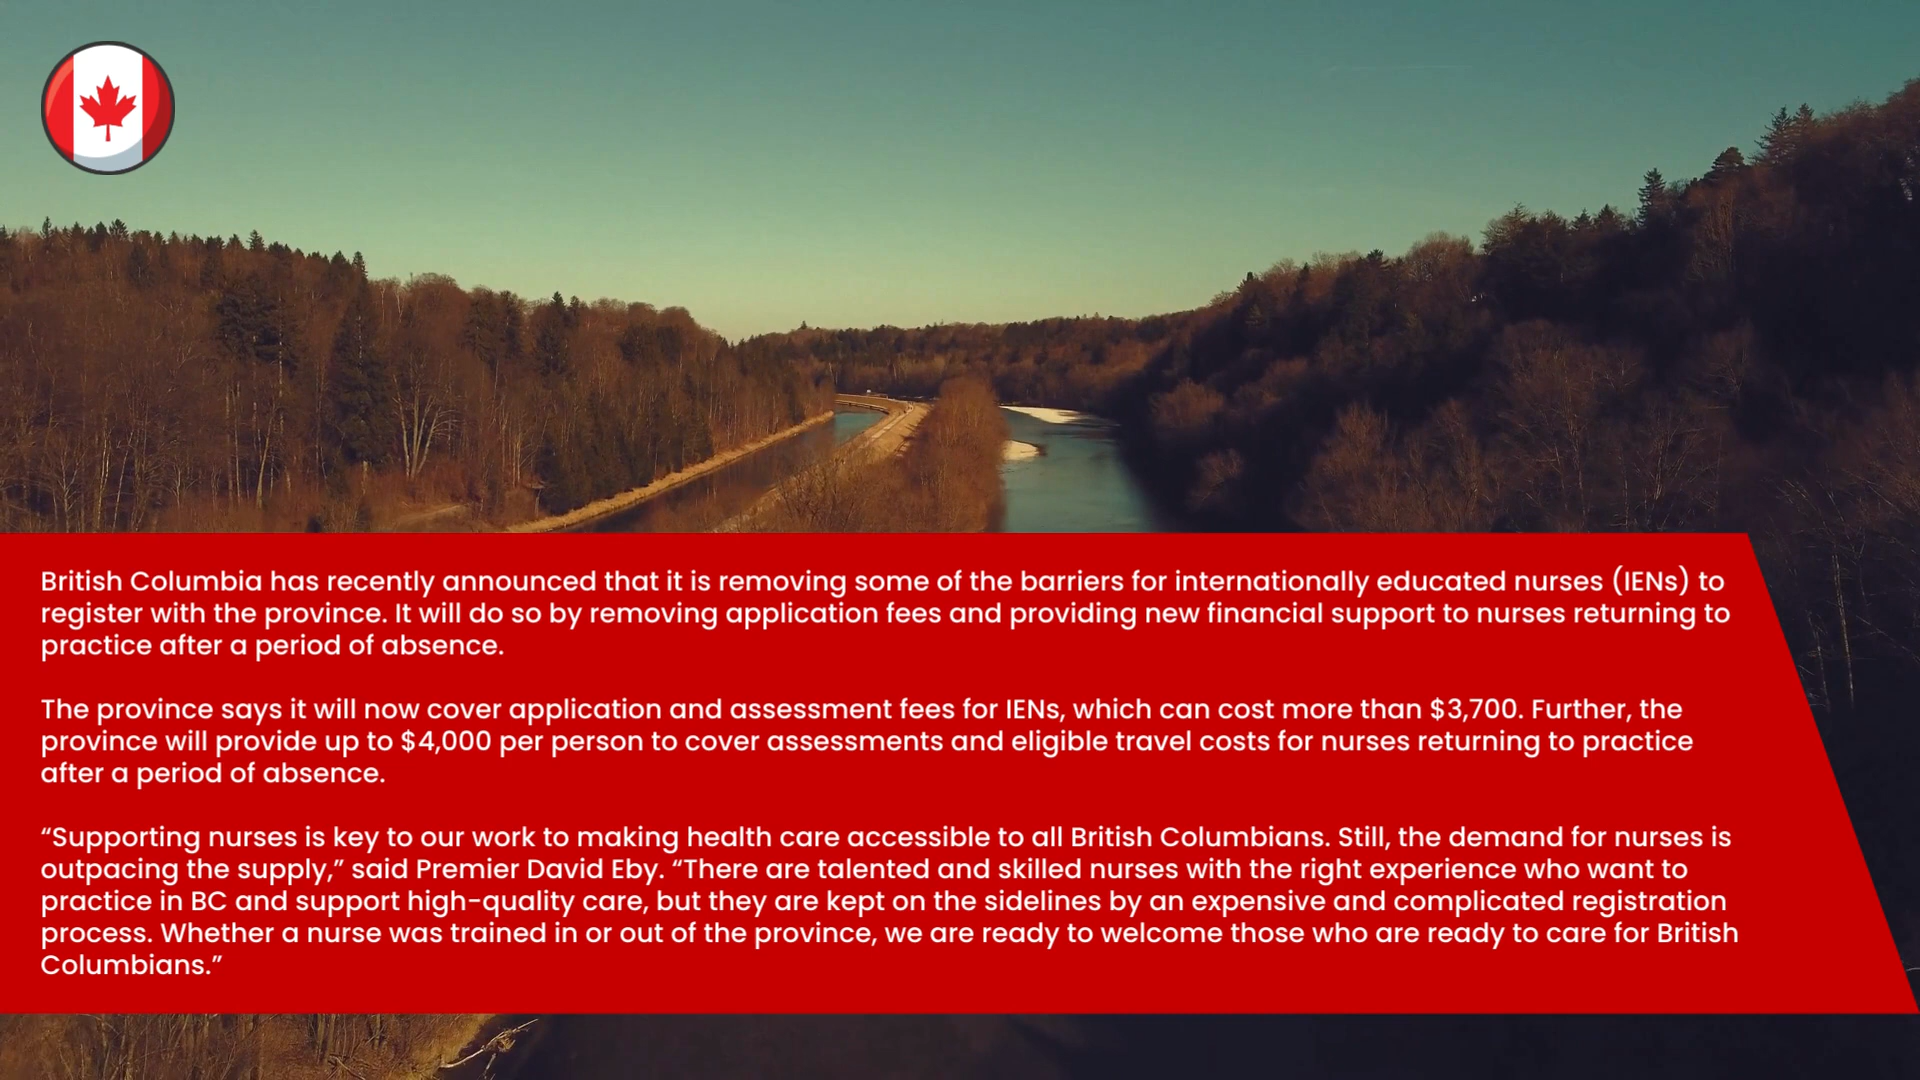 British Columbia has recently announced that it is removing some of the barriers for internationally educated nurses (IENs) to
register with the province. It will do so by removing application fees and providing new financial support to nurses returning to
practice after a period of absence.
The province says it will now cover application and assessment fees for IENs, which can cost more than $3,700. Further, the
province will provide up to $4,000 per person to cover assessments and eligible travel costs for nurses returning to practice
after a period of absence.
“Supporting nurses is key to our work to making health care accessible to all British Columbians. Still, the demand for nurses is
outpacing the supply,” said Premier David Eby. “There are talented and skilled nurses with the right experience who want to
practice in BC and support high-quality care, but they are kept on the sidelines by an expensive and complicated registration
process. Whether a nurse was trained in or out of the province, we are ready to welcome those who are ready to care for British
Columbians.”